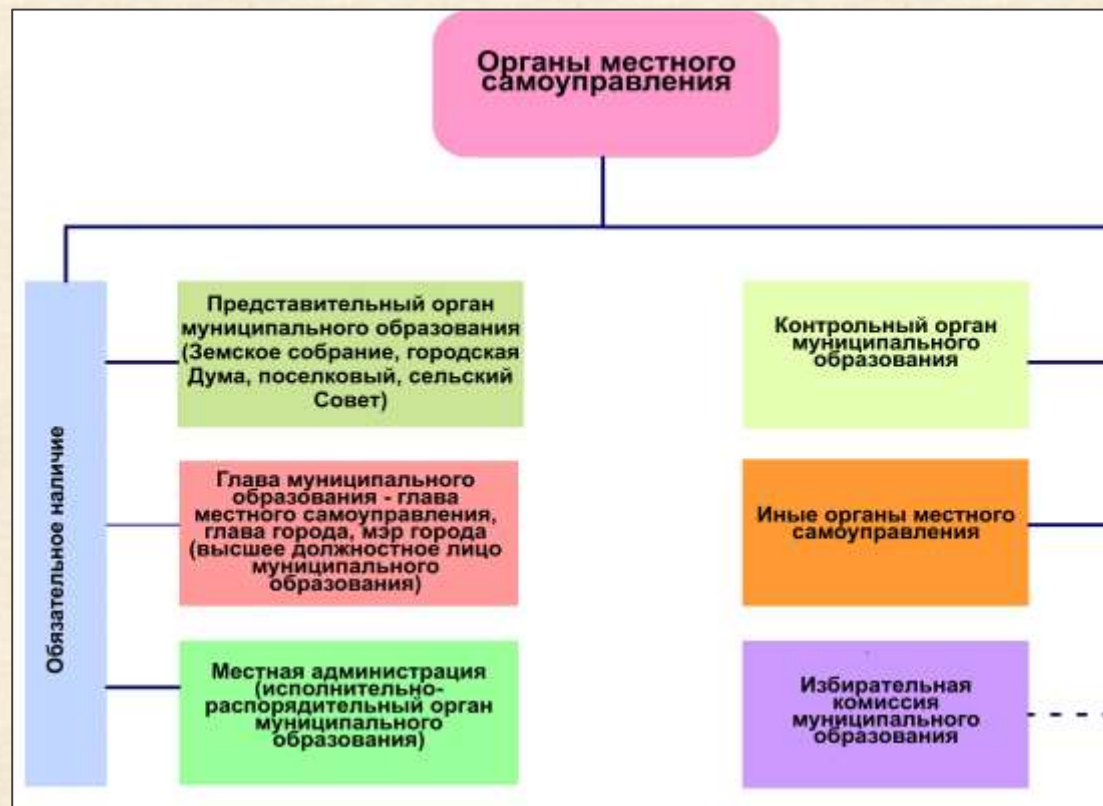 Органы местного
самоуправления
Обязательное наличие
Представительный орган
муниципального образования
(Земское собрание, городская
Дума, поселковый, сельский
Совет)
Глава муниципального
образования - глава
местного самоуправления,
глава города, мэр города
(высшее должностное лицо
муниципального
образования)
Местная администрация
(исполнительно-
распорядительный орган
муниципального
образования)
Контрольный орган
муниципального
образования
Иные органы местного
самоуправления
Избирательная
комиссия
муниципального
образования